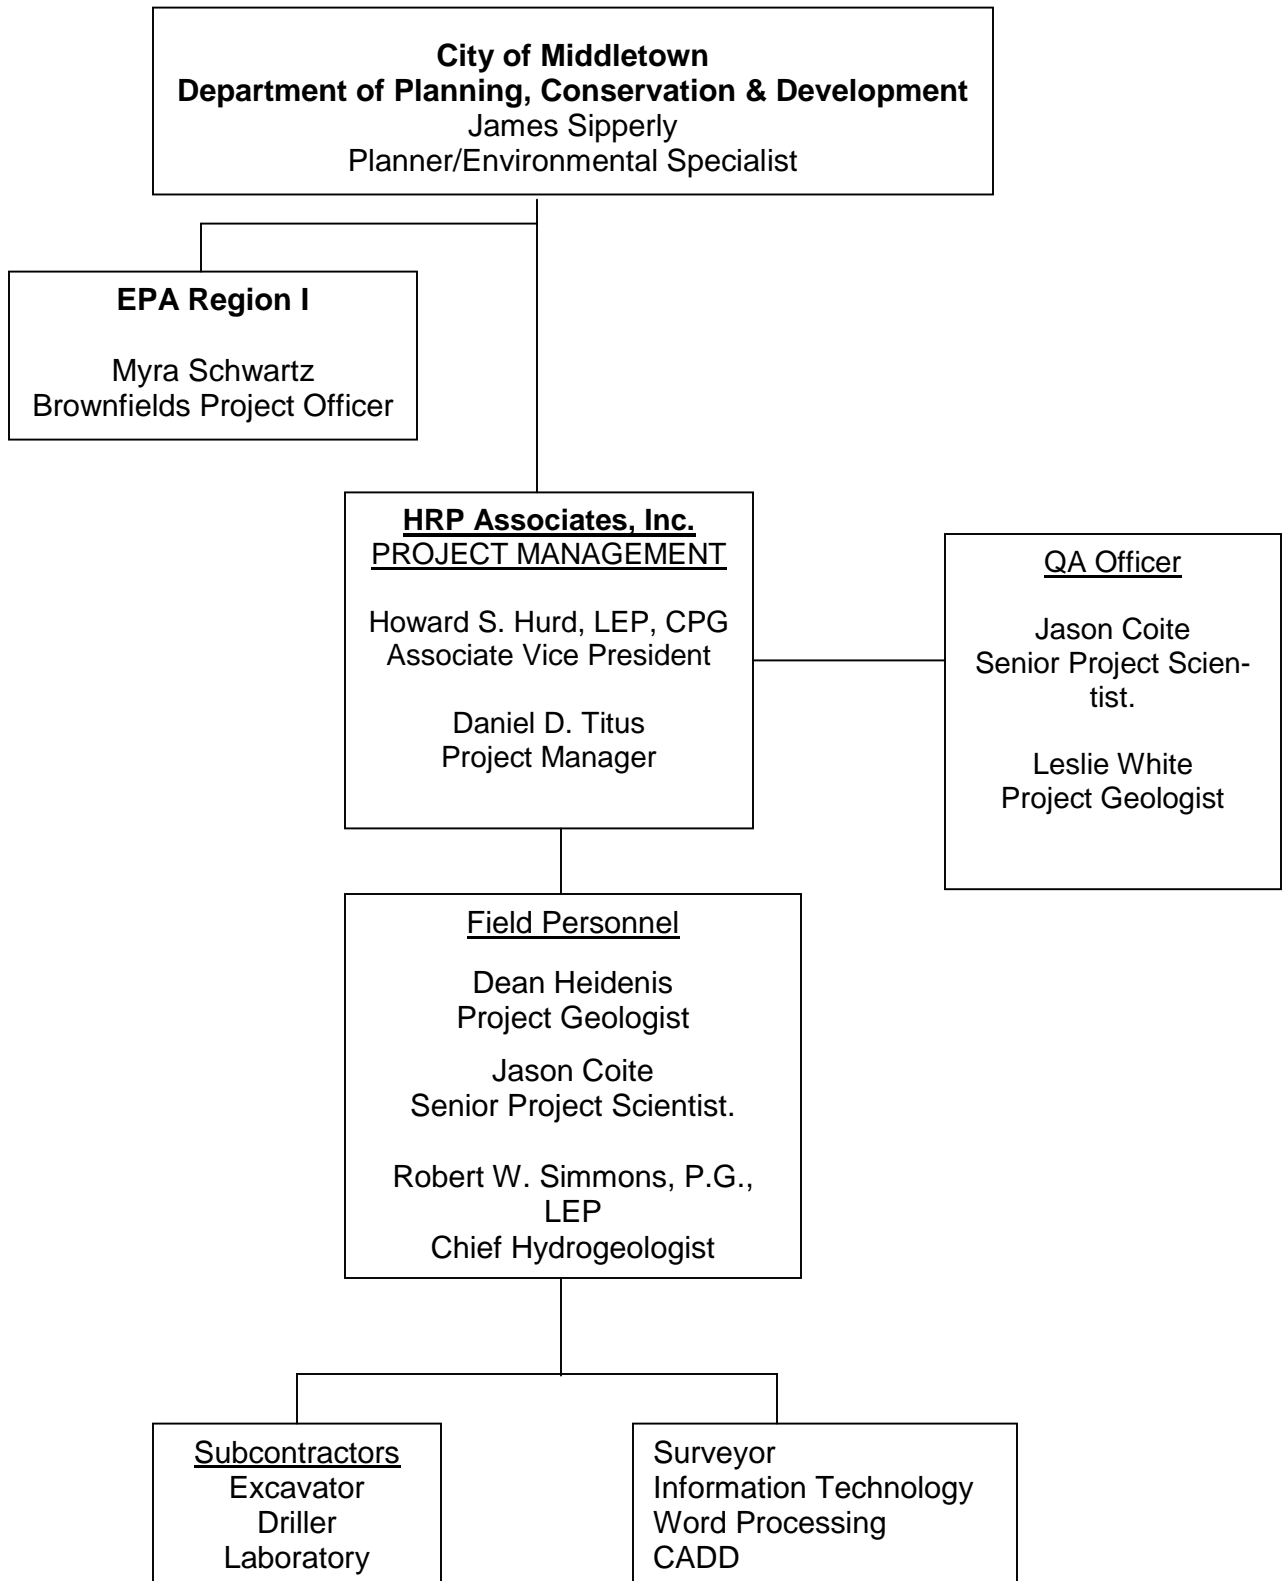 City of Middletown
Department of Planning, Conservation & Development
James Sipperly
Planner/Environmental Specialist
EPA Region I
Myra Schwartz
Brownfields Project Officer
HRP Associates, Inc.
PROJECT MANAGEMENT
Howard S. Hurd, LEP, CPG
Associate Vice President
Daniel D. Titus
Project Manager
QA Officer
Jason Coite
Senior Project Scien-
tist.
Leslie White
Project Geologist
Field Personnel
Dean Heidenis
Project Geologist
Jason Coite
Senior Project Scientist.
Robert W. Simmons, P.G.,
LEP
Chief Hydrogeologist
Subcontractors
Excavator
Driller
Laboratory
Surveyor
Information Technology
Word Processing
CADD